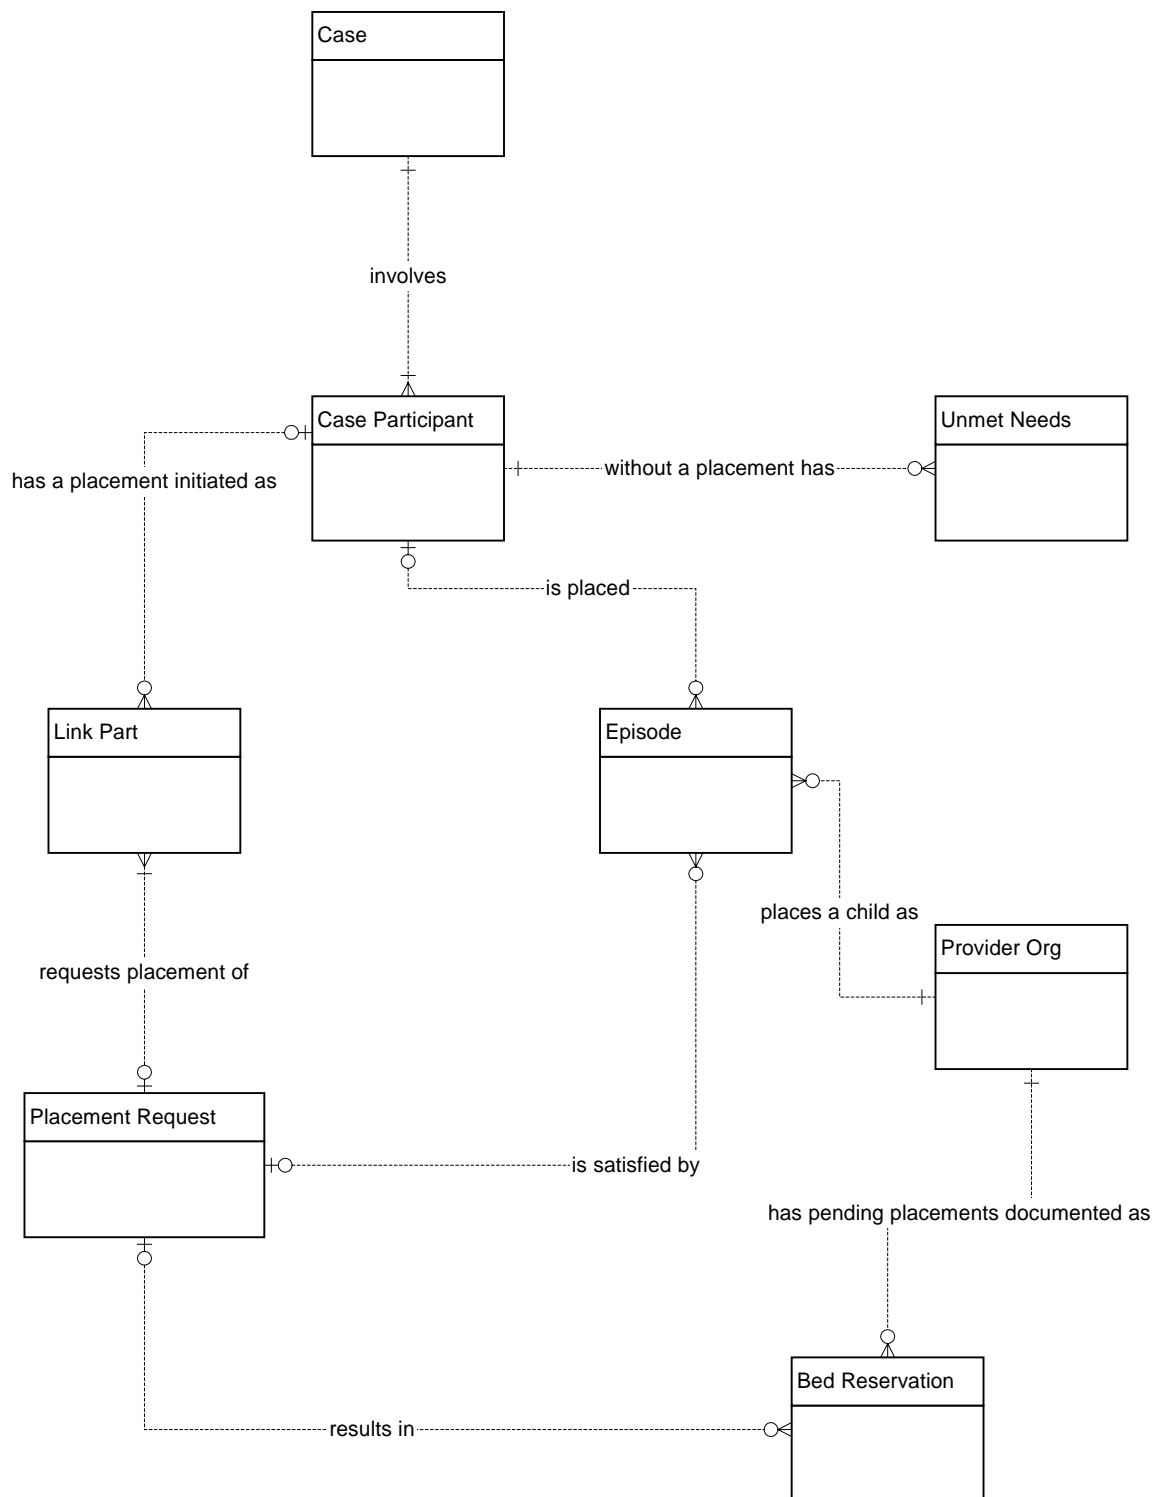 Case
involves
Case Participant
Unmet Needs
without a placement has
has a placement initiated as
is placed
Link Part
Episode
places a child as
Provider Org
requests placement of
Placement Request
is satisfied by
has pending placements documented as
Bed Reservation
results in